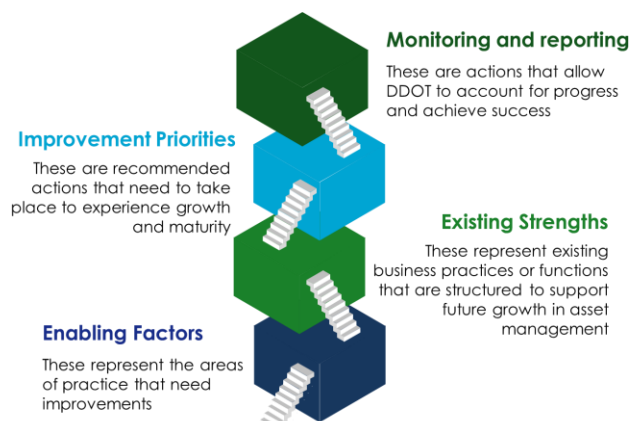 Monitoring and reporting
These are actions that allow
DDOT to account for progress
and achieve success
Improvement Priorities
These are recommended
actions that need to take
place to experience growth
and maturity
Existing Strengths
These represent existing
business practices or functions
that are structured to support
future growth in asset
management
Enabling Factors
These represent the areas
of practice that need
improvements